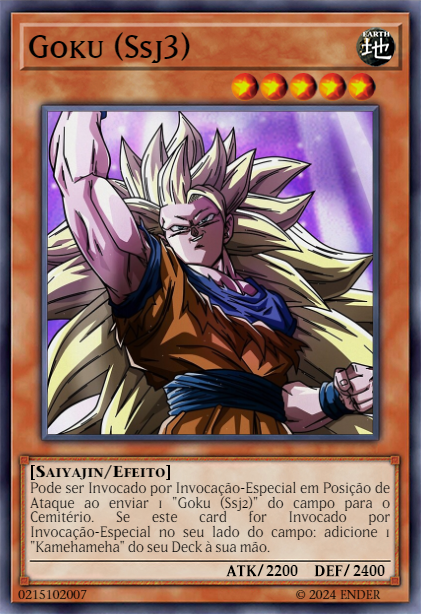 Goku (Ssj3)
EARTH
地
[Saiyajin/Efeito]
Pode ser Invocado por Invocação-Especial em Posição de
Ataque ao enviar 1 "Goku (Ssj2)" do campo para o
Cemitério. Se este card for Invocado por
Invocação-Especial no seu lado do campo: adicione 1
"Kamehameha" do seu Deck à sua mão.
ATK/2200 DEF/2400
0215102007 © 2024 ENDER